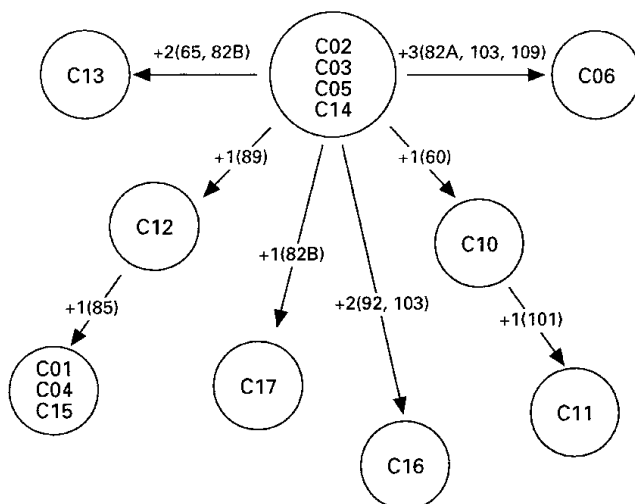 C13
+2(65, 82B)
C02
C03
C05
C14
+3(82A, 103, 109)
C06
+1(89)
+1(60)
C12
C10
+1(82B)
+2(92, 103)
+1(85)
+1(101)
C01
C04
C15
C17
C11
C16